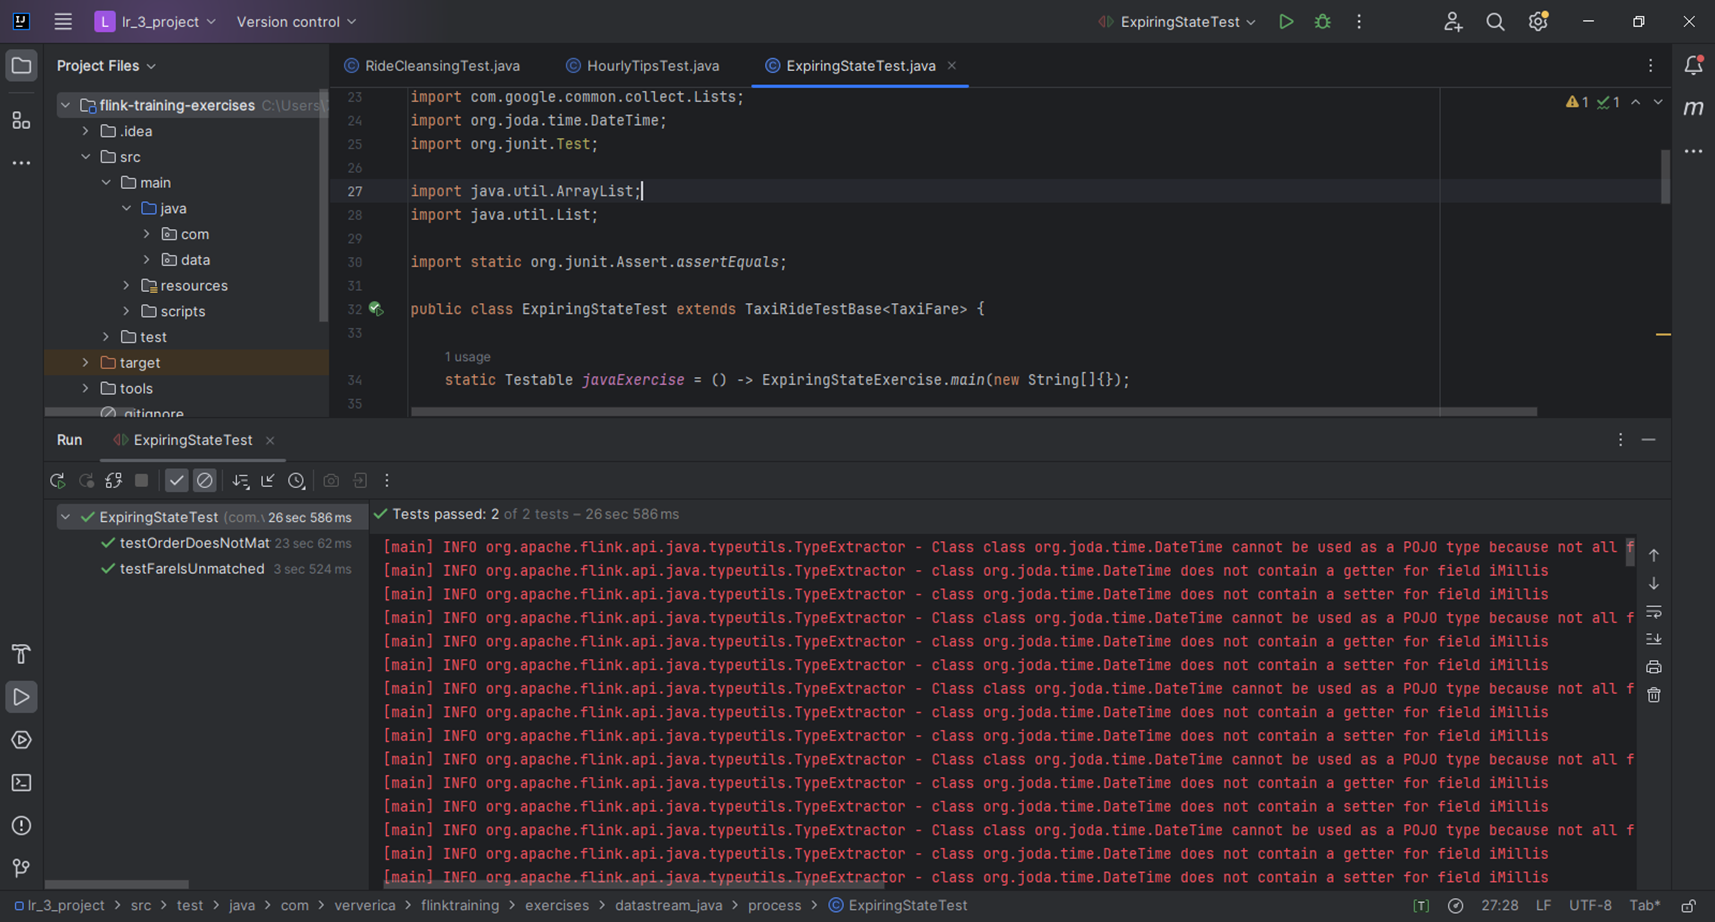 L lr_3_project Version control ExpiringStateTest
Project Files
flink-training-exercises C:\Users\
.idea
src
main
java
com
data
resources
scripts
test
target
tools
.gitignore
RideCleansingTest.java HourlyTipsTest.java ExpiringStateTest.java
1 1
23 import com.google.common.collect.Lists;
24 import org.joda.time.DateTime;
25 import org.junit.Test;
26
27 import java.util.ArrayList;
28 import java.util.List;
29
30 import static org.junit.Assert.assertEquals;
31
32 public class ExpiringStateTest extends TaxiRideTestBase<TaxiFare> {
33
1 usage
34 static Testable javaExercise = () -> ExpiringStateExercise.main(new String[]{});
35
Run ExpiringStateTest
ExpiringStateTest (com.v 26 sec 586 ms
testOrderDoesNotMat 23 sec 62 ms
testFareIsUnmatched 3 sec 524 ms
Tests passed: 2 of 2 tests – 26 sec 586 ms
[main] INFO org.apache.flink.api.java.typeutils.TypeExtractor - Class class org.joda.time.DateTime cannot be used as a POJO type because not all f
[main] INFO org.apache.flink.api.java.typeutils.TypeExtractor - class org.joda.time.DateTime does not contain a getter for field iMillis
[main] INFO org.apache.flink.api.java.typeutils.TypeExtractor - class org.joda.time.DateTime does not contain a setter for field iMillis
[main] INFO org.apache.flink.api.java.typeutils.TypeExtractor - Class class org.joda.time.DateTime cannot be used as a POJO type because not all f
[main] INFO org.apache.flink.api.java.typeutils.TypeExtractor - class org.joda.time.DateTime does not contain a getter for field iMillis
[main] INFO org.apache.flink.api.java.typeutils.TypeExtractor - class org.joda.time.DateTime does not contain a setter for field iMillis
[main] INFO org.apache.flink.api.java.typeutils.TypeExtractor - Class class org.joda.time.DateTime cannot be used as a POJO type because not all f
[main] INFO org.apache.flink.api.java.typeutils.TypeExtractor - class org.joda.time.DateTime does not contain a getter for field iMillis
[main] INFO org.apache.flink.api.java.typeutils.TypeExtractor - class org.joda.time.DateTime does not contain a setter for field iMillis
[main] INFO org.apache.flink.api.java.typeutils.TypeExtractor - Class class org.joda.time.DateTime cannot be used as a POJO type because not all f
[main] INFO org.apache.flink.api.java.typeutils.TypeExtractor - class org.joda.time.DateTime does not contain a getter for field iMillis
[main] INFO org.apache.flink.api.java.typeutils.TypeExtractor - class org.joda.time.DateTime does not contain a setter for field iMillis
[main] INFO org.apache.flink.api.java.typeutils.TypeExtractor - Class class org.joda.time.DateTime cannot be used as a POJO type because not all f
[main] INFO org.apache.flink.api.java.typeutils.TypeExtractor - class org.joda.time.DateTime does not contain a getter for field iMillis
[main] INFO org.apache.flink.api.java.typeutils.TypeExtractor - class org.joda.time.DateTime does not contain a setter for field iMillis
lr_3_project > src > test > java > com > ververica > flinktraining > exercises > datastream_java > process > ExpiringStateTest [T] 27:28 LF UTF-8 Tab*